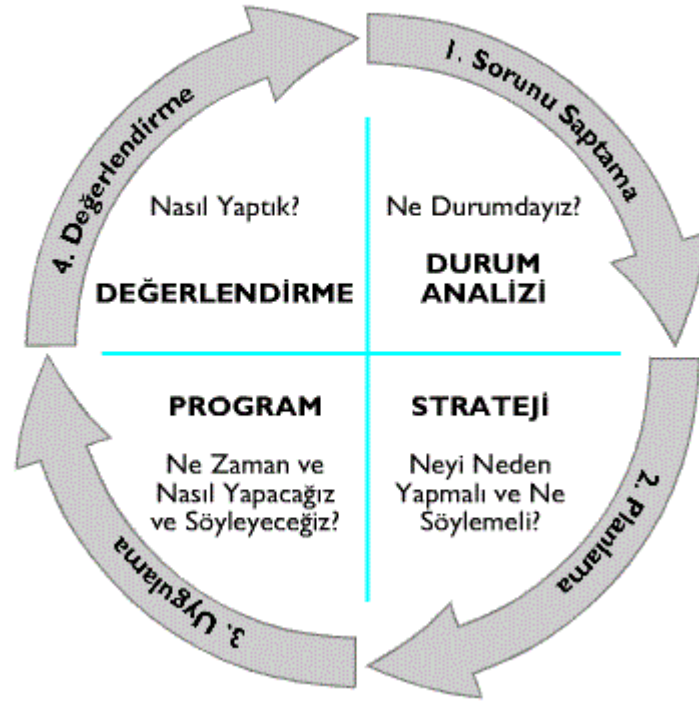 1. Sorunu Saptama
Ne Durumdayız?
DURUM
ANALİZİ
STRATEJİ
Neyi Neden
Yapmalı ve Ne
Söylemeli?
2. Planlama
PROGRAM
Ne Zaman ve
Nasıl Yapacağız
ve Söyleyeceğiz?
3. Uygulama
4. Değerlendirme
Nasıl Yaptık?
DEĞERLENDİRME